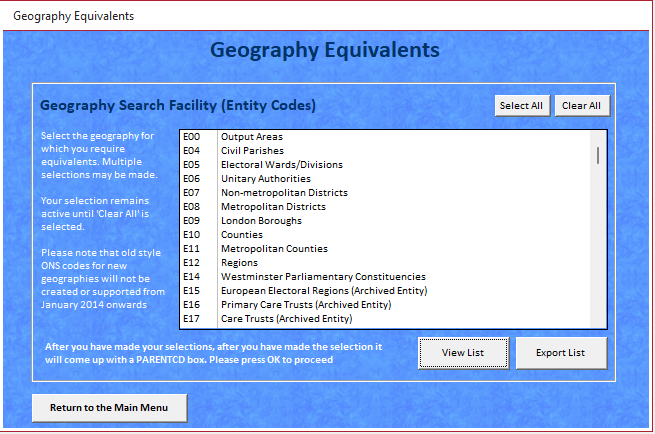 Geography Equivalents
Geography Equivalents
Geography Search Facility (Entity Codes)
Select All
Clear All
Select the geography for
which you require
equivalents. Multiple
selections may be made.
Your selection remains
active until 'Clear All' is
selected.
Please note that old style
ONS codes for new
geographies will not be
created or supported from
January 2014 onwards
E00 Output Areas
E04 Civil Parishes
E05 Electoral Wards/Divisions
E06 Unitary Authorities
E07 Non-metropolitan Districts
E08 Metropolitan Districts
E09 London Boroughs
E10 Counties
E11 Metropolitan Counties
E12 Regions
E14 Westminster Parliamentary Constituencies
E15 European Electoral Regions (Archived Entity)
E16 Primary Care Trusts (Archived Entity)
E17 Care Trusts (Archived Entity)
After you have made your selections, after you have made the selection it
will come up with a PARENTCD box. Please press OK to proceed
View List
Export List
Return to the Main Menu